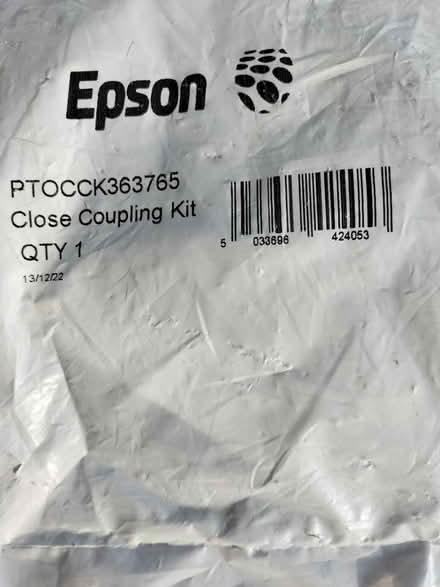 Epson
PTOCCK363765
Close Coupling Kit
QTY 1
13/12/22
5 033696 424053